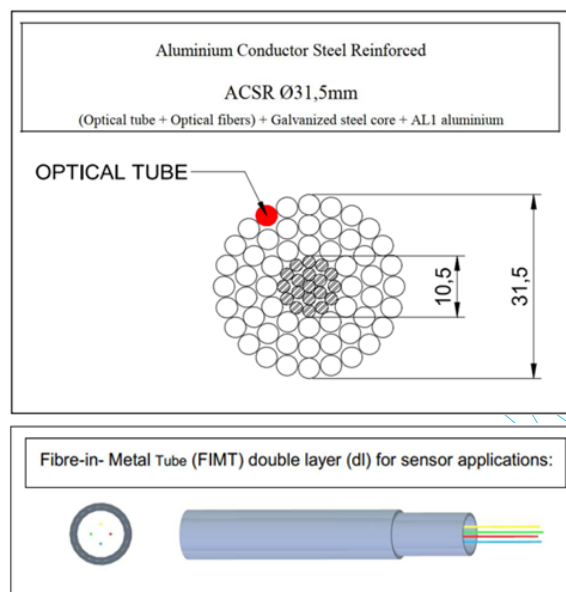 Aluminium Conductor Steel Reinforced
ACSR Ø31,5mm
(Optical tube + Optical fibers) + Galvanized steel core + AL1 aluminium
OPTICAL TUBE
10,5
31,5
Fibre-in- Metal Tube (FIMT) double layer (dl) for sensor applications: